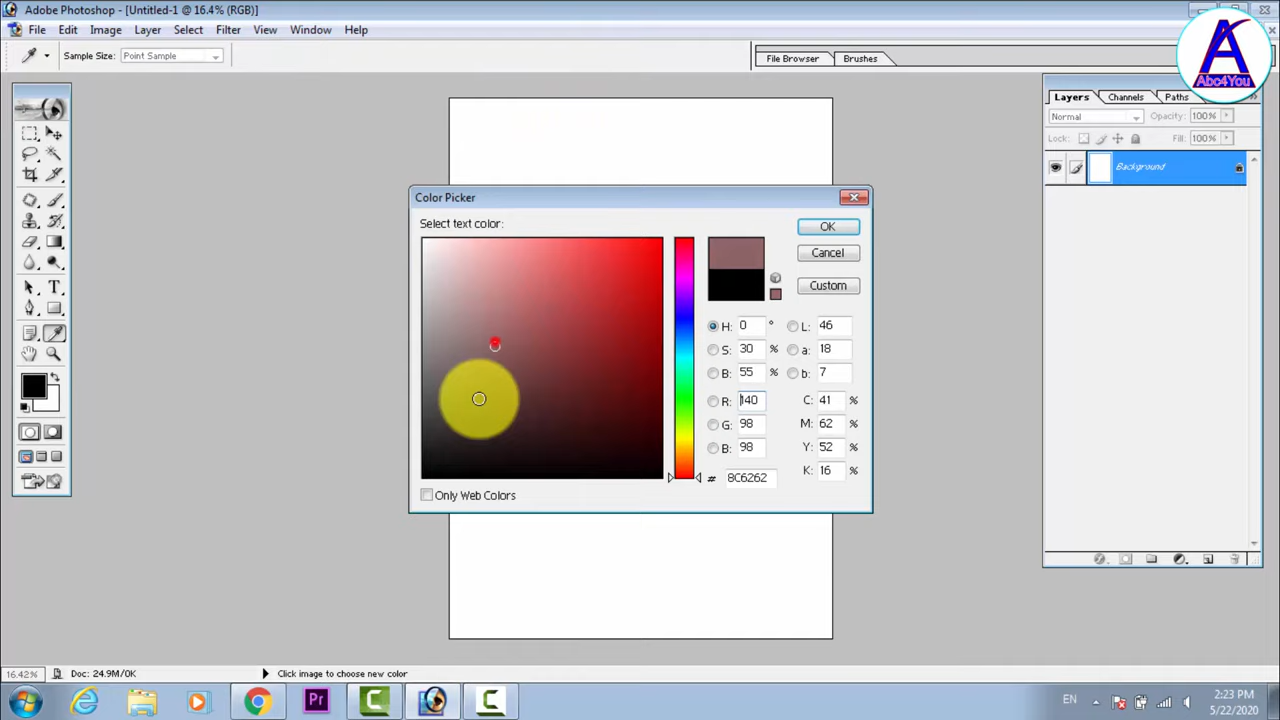 Adobe Photoshop - [Untitled-1 @ 16.4% (RGB)]
File Edit Image Layer Select Filter View Window Help
Sample Size: Point Sample
File Browser Brushes
A
Abc4You
Layers Channels Paths
Normal Opacity: 100%
Lock: Fill: 100%
Background
Color Picker
Select text color:
OK
Cancel
Custom
H: 0 ° L: 46
S: 30 % a: 18
B: 55 % b: 7
R: 140 C: 41 %
G: 98 M: 62 %
B: 98 Y: 52 %
# 8C6262 K: 16 %
Only Web Colors
T
16.42% Doc: 24.9M/0K Click image to choose new color
Pr C C EN 2:23 PM
5/22/2020